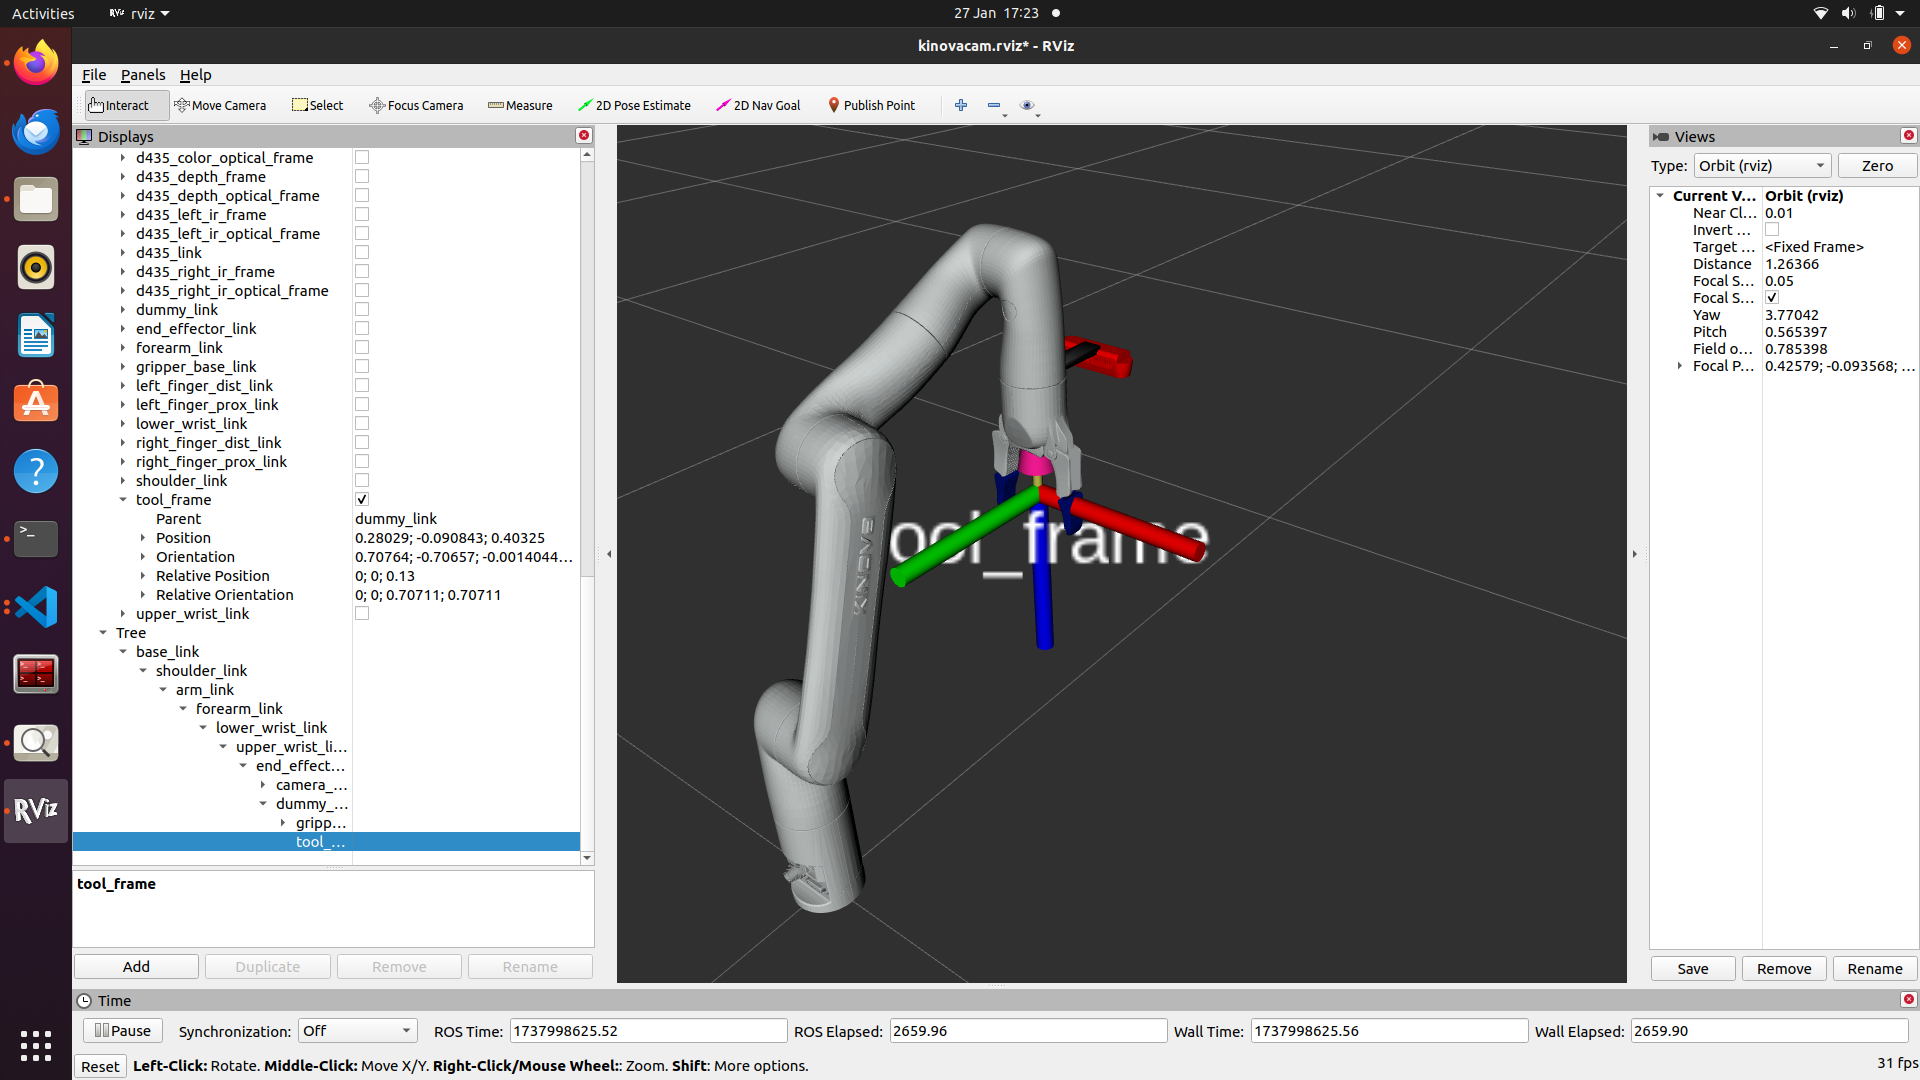 Activities
RViz rviz
27 Jan 17:23
kinovacam.rviz* - RViz
File Panels Help
Interact Move Camera Select Focus Camera Measure 2D Pose Estimate 2D Nav Goal Publish Point
Displays
d435_color_optical_frame
d435_depth_frame
d435_depth_optical_frame
d435_left_ir_frame
d435_left_ir_optical_frame
d435_link
d435_right_ir_frame
d435_right_ir_optical_frame
dummy_link
end_effector_link
forearm_link
gripper_base_link
left_finger_dist_link
left_finger_prox_link
lower_wrist_link
right_finger_dist_link
right_finger_prox_link
shoulder_link
tool_frame
Parent dummy_link
Position 0.28029; -0.090843; 0.40325
Orientation 0.70764; -0.70657; -0.0014044...
Relative Position 0; 0; 0.13
Relative Orientation 0; 0; 0.70711; 0.70711
upper_wrist_link
Tree
base_link
shoulder_link
arm_link
forearm_link
lower_wrist_link
upper_wrist_li...
end_effect...
camera_...
dummy_...
gripp...
tool_...
tool_frame
Add Duplicate Remove Rename
KINOVA
ool_frame
Views
Type: Orbit (rviz) Zero
Current V... Orbit (rviz)
Near Cl... 0.01
Invert ...
Target ... <Fixed Frame>
Distance 1.26366
Focal S... 0.05
Focal S...
Yaw 3.77042
Pitch 0.565397
Field o... 0.785398
Focal P... 0.42579; -0.093568; ...
Save Remove Rename
Time
Pause Synchronization: Off ROS Time: 1737998625.52 ROS Elapsed: 2659.96 Wall Time: 1737998625.56 Wall Elapsed: 2659.90
Reset Left-Click: Rotate. Middle-Click: Move X/Y. Right-Click/Mouse Wheel:: Zoom. Shift: More options. 31 fps
RViz